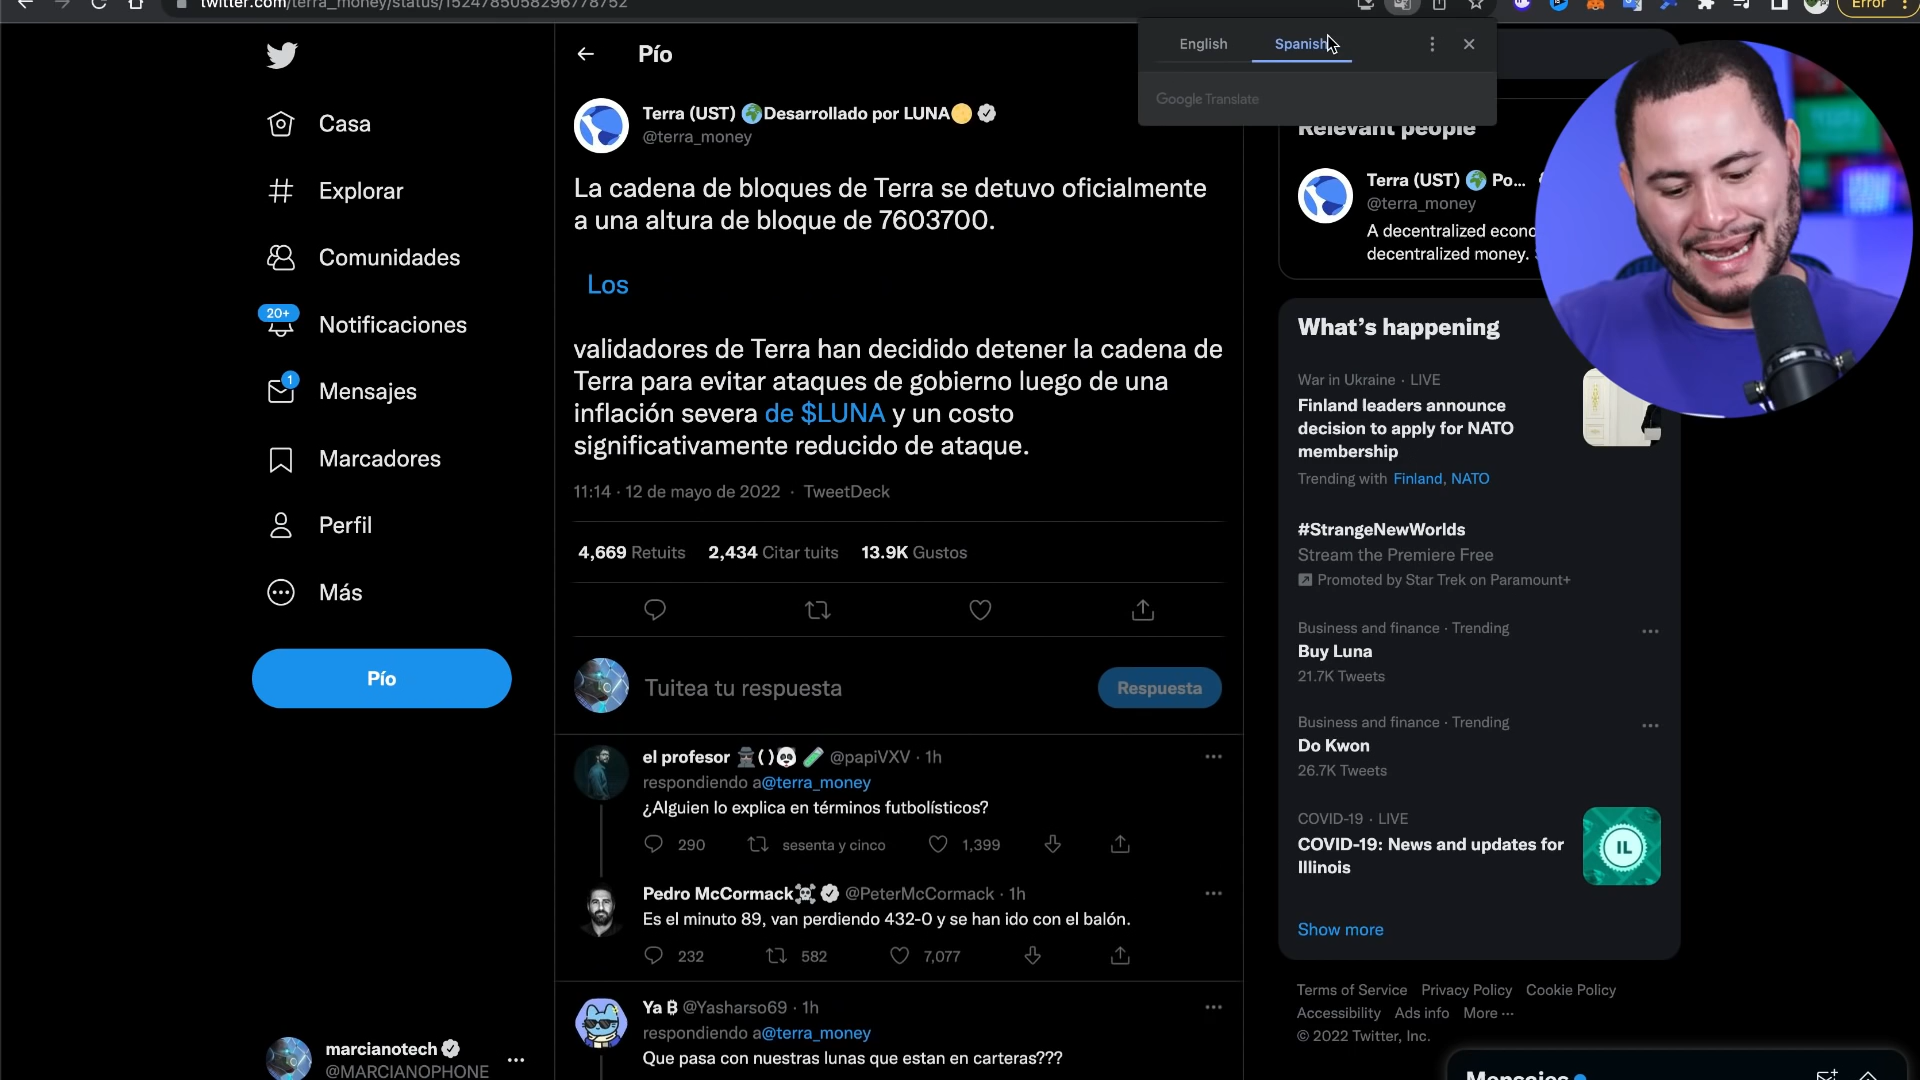 twitter.com/terra_money/status/1524785058296778752
Error
English
Spanish
Google Translate
Casa
Explorar
Comunidades
20+
Notificaciones
1
Mensajes
Marcadores
Perfil
Más
Pío
marcianotech
@MARCIANOPHONE
Pío
Terra (UST) 🌍Desarrollado por LUNA🌕
@terra_money
La cadena de bloques de Terra se detuvo oficialmente
a una altura de bloque de 7603700.
Los
validadores de Terra han decidido detener la cadena de
Terra para evitar ataques de gobierno luego de una
inflación severa de $LUNA y un costo
significativamente reducido de ataque.
11:14 · 12 de mayo de 2022 · TweetDeck
4,669 Retuits 2,434 Citar tuits 13.9K Gustos
Tuitea tu respuesta
Respuesta
el profesor @papiVXV · 1h
respondiendo a@terra_money
¿Alguien lo explica en términos futbolísticos?
290 sesenta y cinco 1,399
Pedro McCormack @PeterMcCormack · 1h
Es el minuto 89, van perdiendo 432-0 y se han ido con el balón.
232 582 7,077
Ya ₿ @Yasharso69 · 1h
respondiendo a@terra_money
Que pasa con nuestras lunas que estan en carteras???
Relevant people
Terra (UST) 🌍 Po...
@terra_money
A decentralized
decentralized money.
What's happening
War in Ukraine · LIVE
Finland leaders announce
decision to apply for NATO
membership
Trending with Finland, NATO
#StrangeNewWorlds
Stream the Premiere Free
Promoted by Star Trek on Paramount+
Business and finance · Trending
Buy Luna
21.7K Tweets
Business and finance · Trending
Do Kwon
26.7K Tweets
COVID-19 · LIVE
COVID-19: News and updates for
Illinois
IL
Show more
Terms of Service Privacy Policy Cookie Policy
Accessibility Ads info More ...
© 2022 Twitter, Inc.
Mensajes